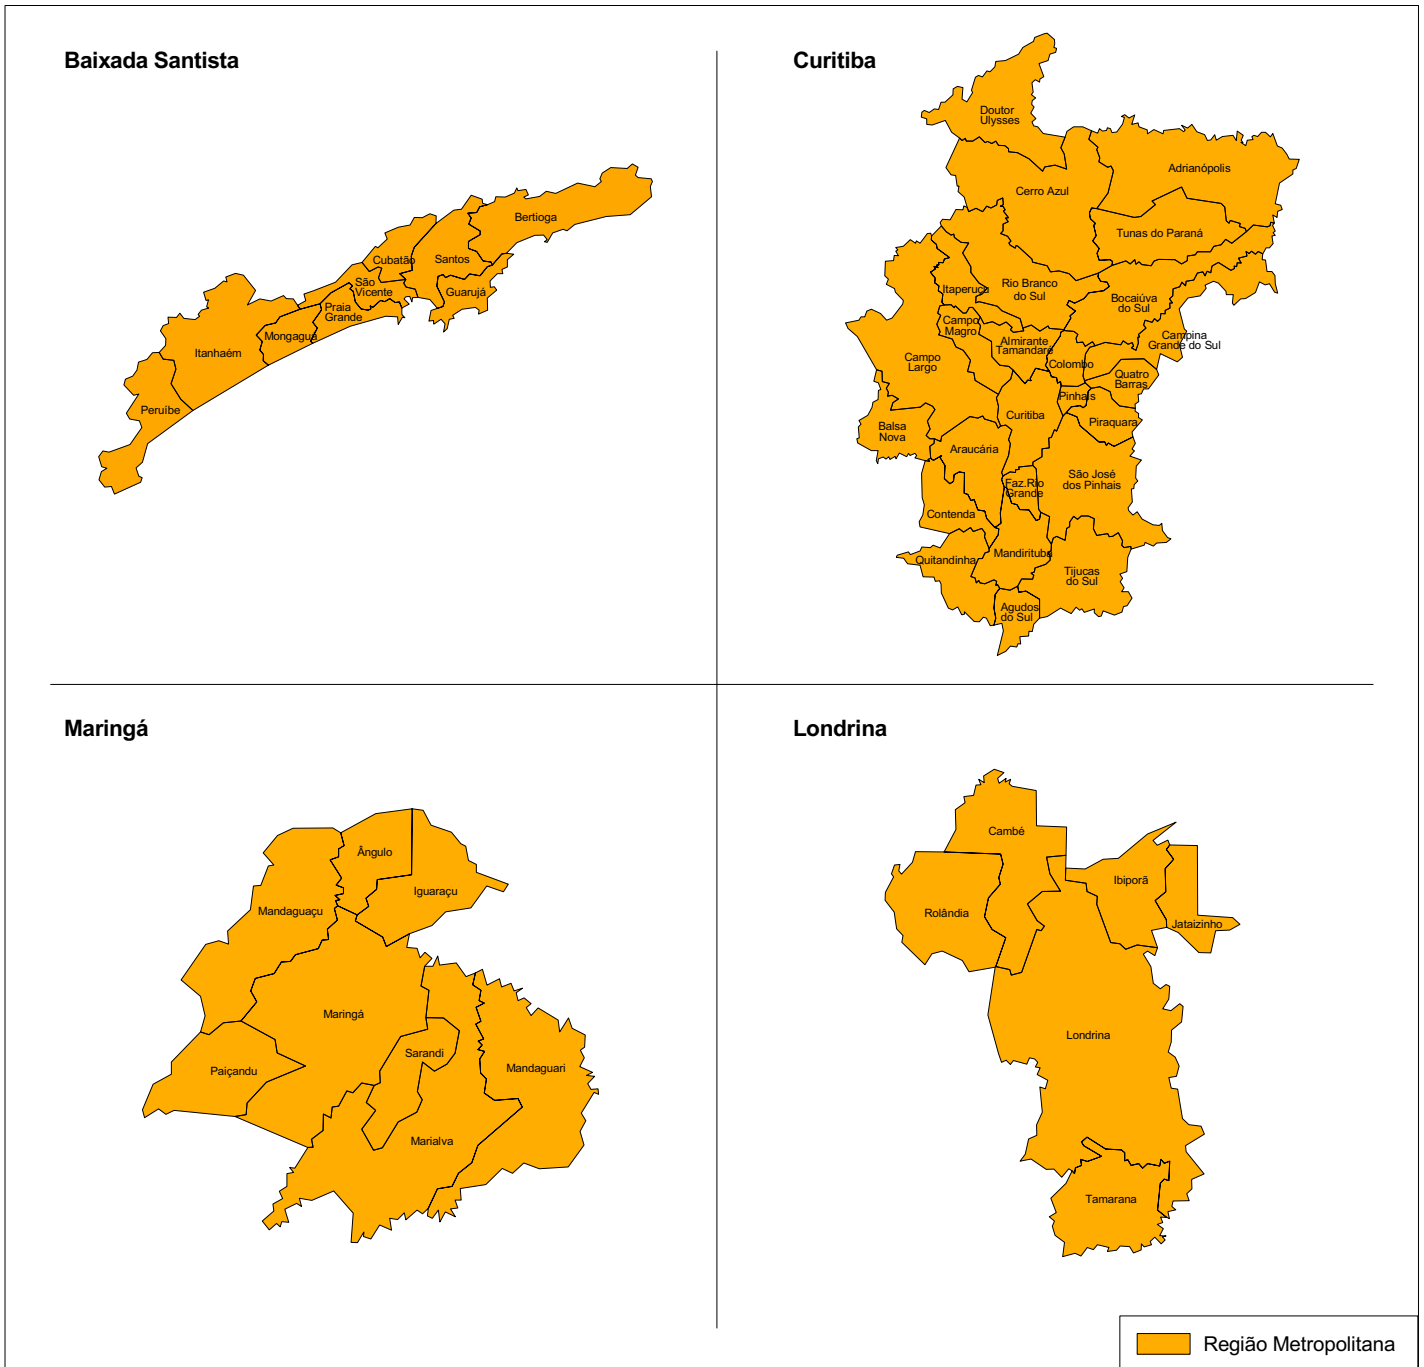 Baixada Santista
Bertioga
Cubatão
Santos
São
Vicente
Guarujá
Praia
Grande
Mongaguá
Itanhaém
Peruíbe
Curitiba
Doutor
Ulysses
Adrianópolis
Cerro Azul
Tunas do Paraná
Rio Branco
do Sul
Itaperuçu
Bocaiúva
do Sul
Campo
Magro
Almirante
Tamandaré
Campina
Grande do Sul
Campo
Largo
Colombo
Quatro
Barras
Pinhais
Curitiba
Piraquara
Balsa
Nova
Araucária
São José
dos Pinhais
Faz.Rio
Grande
Contenda
Mandirituba
Quitandinha
Tijucas
do Sul
Agudos
do Sul
Maringá
Ângulo
Iguaraçu
Mandaguaçu
Maringá
Sarandi
Paiçandu
Mandaguari
Marialva
Londrina
Cambé
Ibiporã
Rolândia
Jataizinho
Londrina
Tamarana
Região Metropolitana